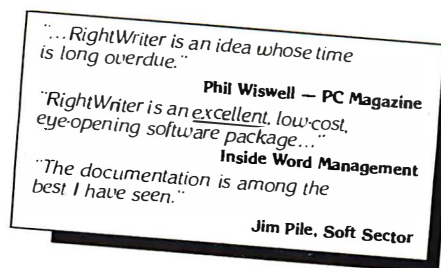 "...RightWriter is an idea whose time
is long overdue."
Phil Wiswell — PC Magazine
"RightWriter is an excellent, low-cost,
eye-opening software package..."
Inside Word Management
"The documentation is among the
best I have seen."
Jim Pile, Soft Sector